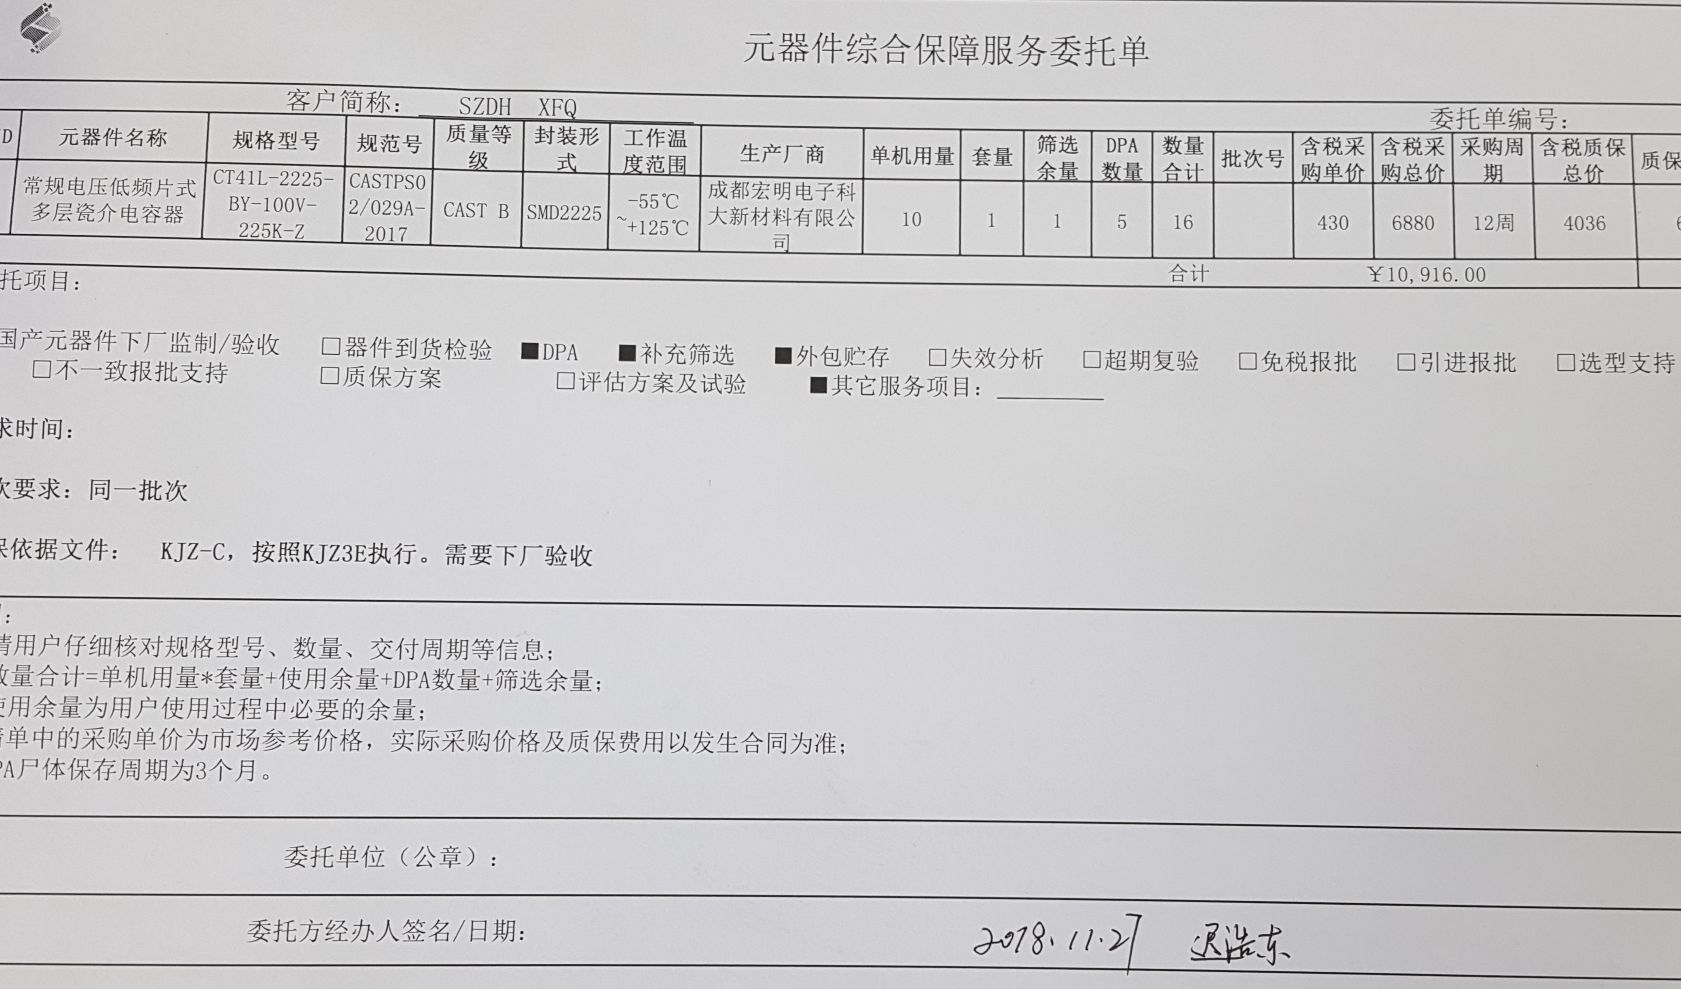 元器件综合保障服务委托单
客户简称： SZDH XFQ
委托单编号：
D 元器件名称 规格型号 规范号 质量等级 封装形式 工作温度范围 生产厂商 单机用量 套量 筛选余量 DPA数量 数量合计 批次号 含税采购单价 含税采购总价 采购周期 含税质保总价 质保
常规电压低频片式多层瓷介电容器 CT41L-2225-BY-100V-225K-Z CASTPS02/029A-2017 CAST B SMD2225 -55℃~+125℃ 成都宏明电子科大新材料有限公司 10 1 1 5 16 430 6880 12周 4036
合计 ¥10,916.00
托项目：
国产元器件下厂监制/验收 □器件到货检验 ■DPA ■补充筛选 ■外包贮存 □失效分析 □超期复验 □免税报批 □引进报批 □选型支持
□不一致报批支持 □质保方案 □评估方案及试验 ■其它服务项目：
求时间：
次要求：同一批次
保依据文件： KJZ-C，按照KJZ3E执行。需要下厂验收
：
请用户仔细核对规格型号、数量、交付周期等信息；
数量合计=单机用量*套量+使用余量+DPA数量+筛选余量；
使用余量为用户使用过程中必要的余量；
清单中的采购单价为市场参考价格，实际采购价格及质保费用以发生合同为准；
PA尸体保存周期为3个月。
委托单位（公章）：
委托方经办人签名/日期： 2018.11.27 迟浩东